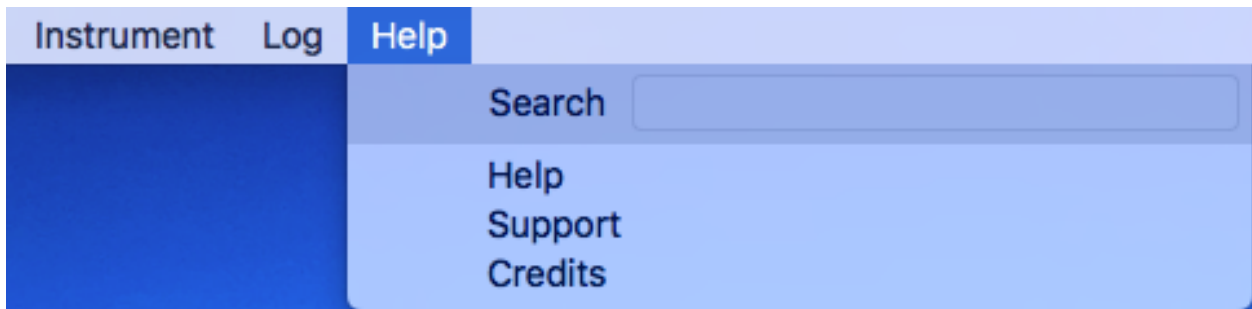 Instrument Log Help
Search
Help
Support
Credits